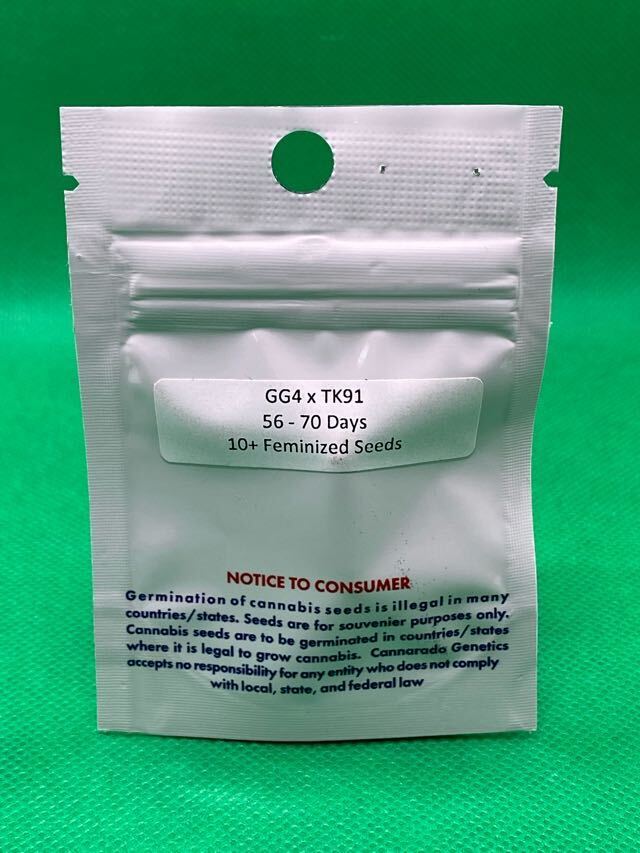 GG4 x TK91
56 - 70 Days
10+ Feminized Seeds
NOTICE TO CONSUMER
Germination of cannabis seeds is illegal in many
countries/states. Seeds are for souvenier purposes only.
Cannabis seeds are to be germinated in countries/states
where it is legal to grow cannabis. Cannarado Genetics
accepts no responsibility for any entity who does not comply
with local, state, and federal law